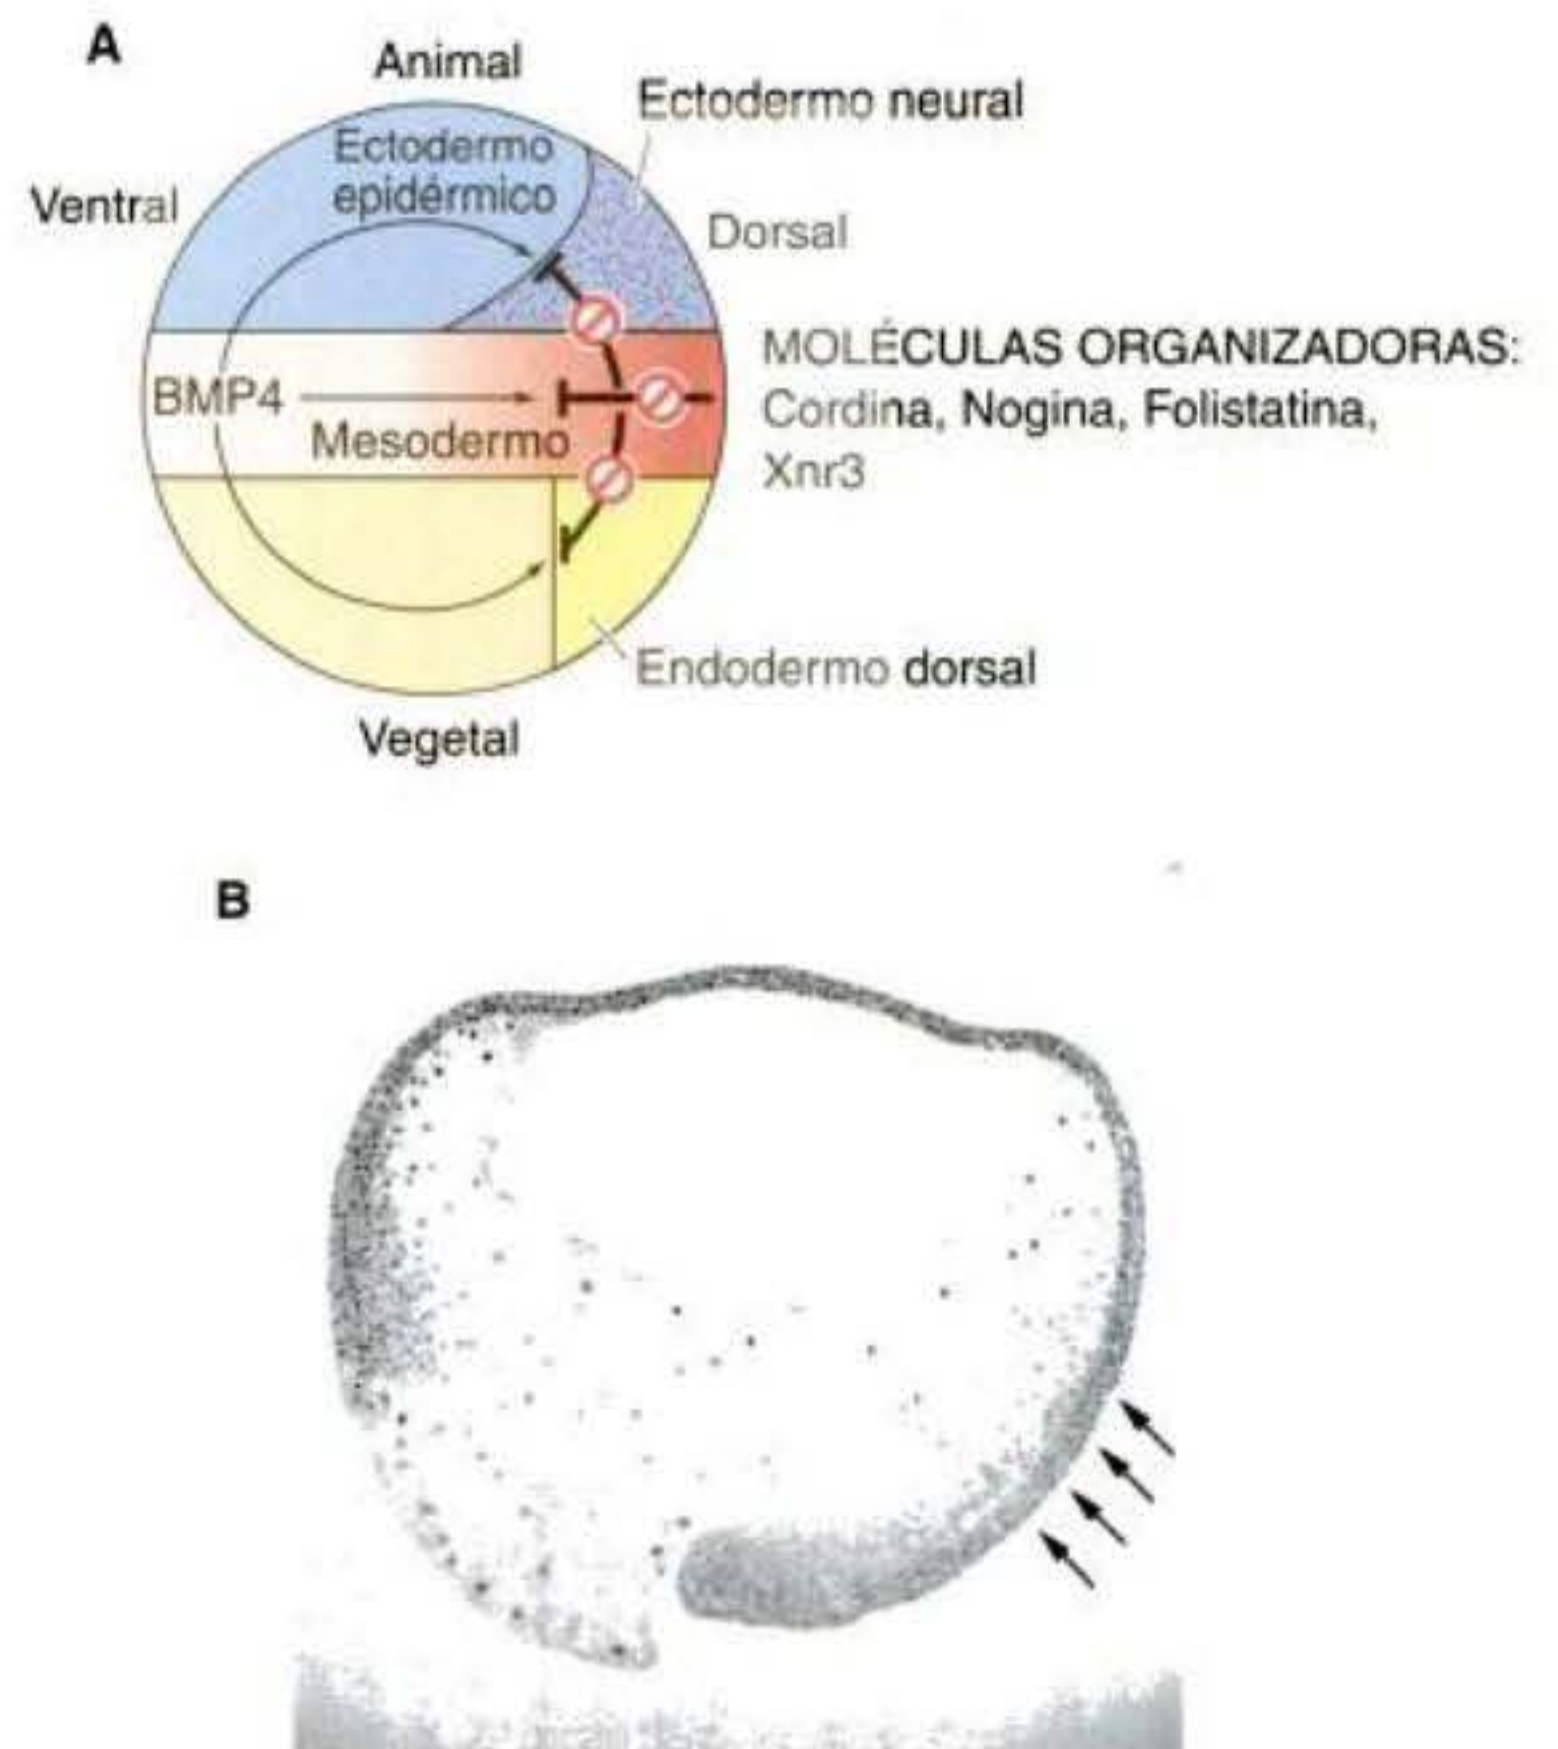 A
Animal
Ectodermo neural
Ectodermo
epidérmico
Ventral
Dorsal
MOLÉCULAS ORGANIZADORAS:
BMP4
Cordina, Nogina, Folistatina,
Mesodermo
Xnr3
Endodermo dorsal
Vegetal
B